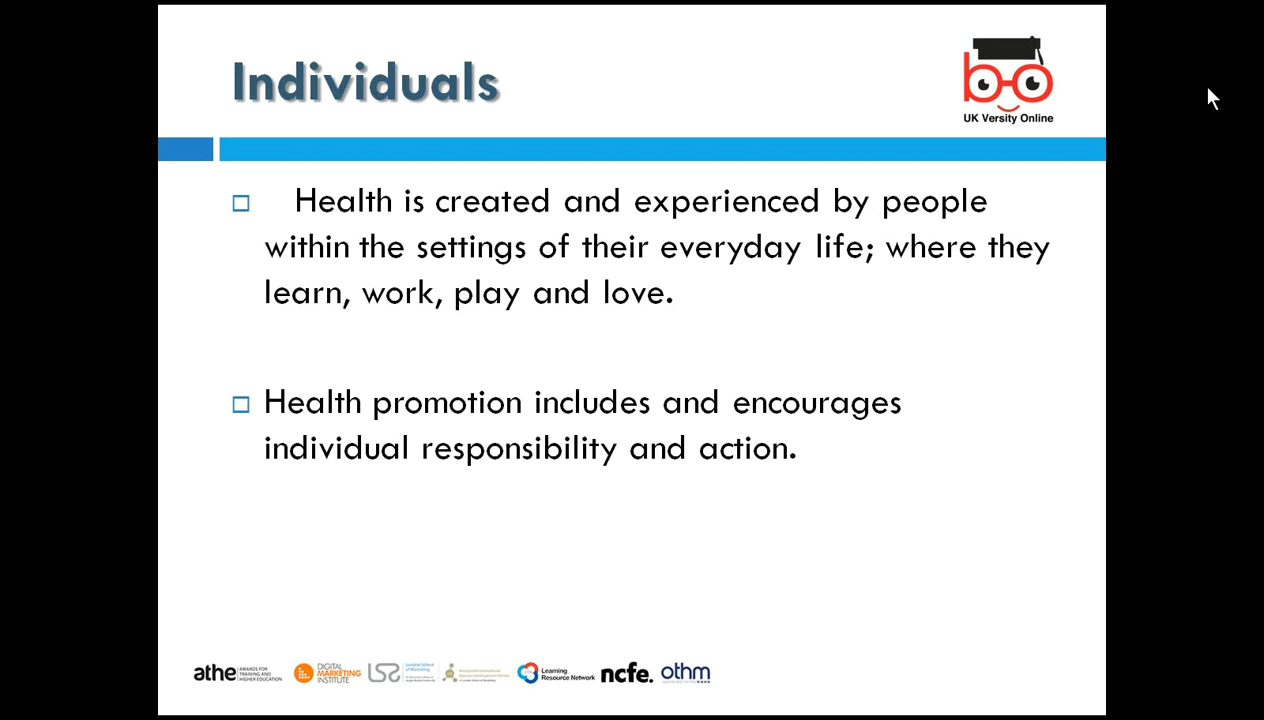 Individuals
UK Versity Online
Health is created and experienced by people
within the settings of their everyday life; where they
learn, work, play and love.
Health promotion includes and encourages
individual responsibility and action.
athe AWARDS FOR TRAINING AND HIGHER EDUCATION
DIGITAL MARKETING INSTITUTE
London School of Marketing
Learning Resource Network
ncfe.
othm